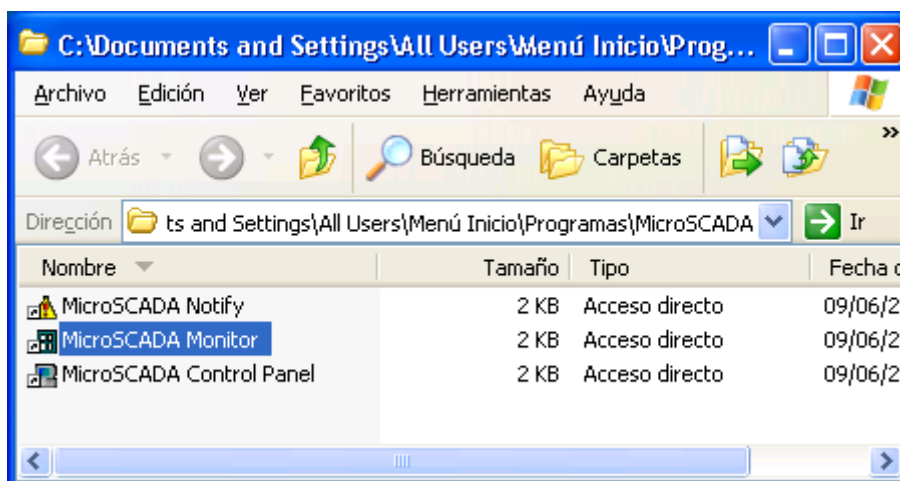 C:\Documents and Settings\All Users\Menú Inicio\Prog...
Archivo Edición Ver Favoritos Herramientas Ayuda
Atrás Búsqueda Carpetas »
Dirección ts and Settings\All Users\Menú Inicio\Programas\MicroSCADA Ir
Nombre Tamaño Tipo Fecha
MicroSCADA Notify 2 KB Acceso directo 09/06/2
MicroSCADA Monitor 2 KB Acceso directo 09/06/2
MicroSCADA Control Panel 2 KB Acceso directo 09/06/2